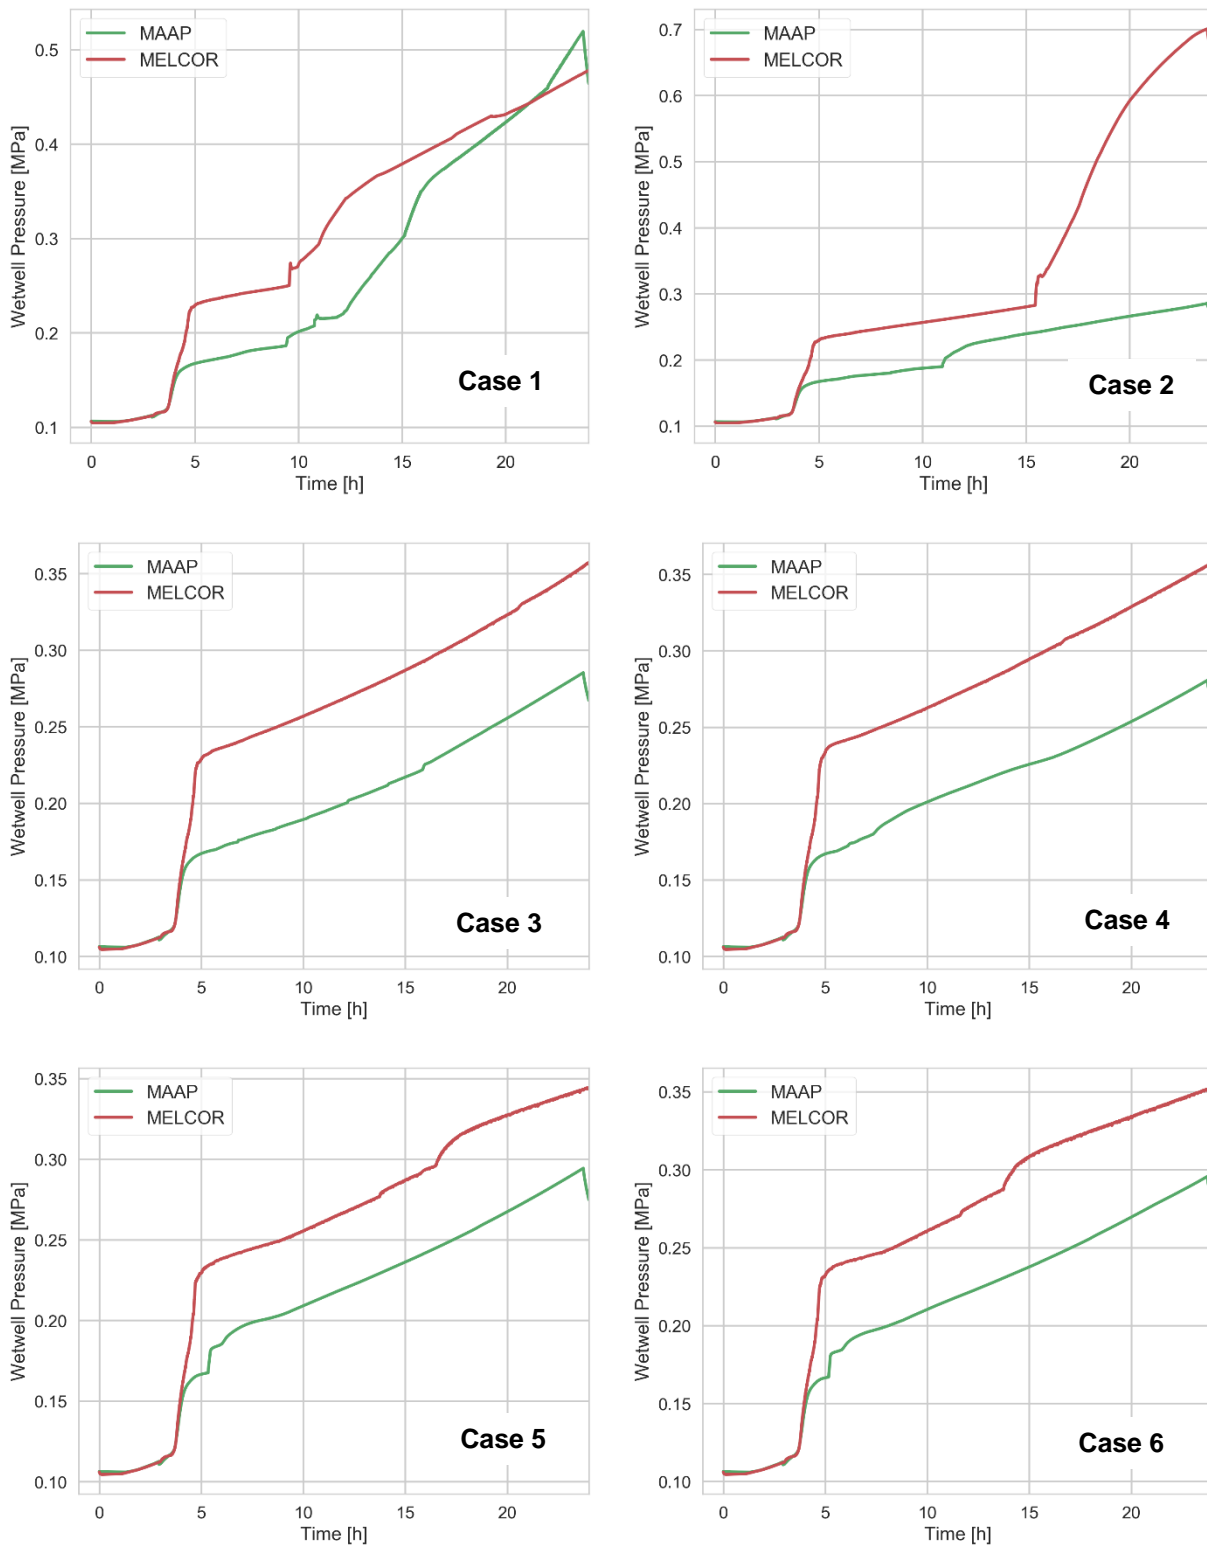 MAAP
MELCOR
0.5
0.4
0.3
0.2
0.1
Wetwell Pressure [MPa]
0 5 10 15 20
Time [h]
Case 1
MAAP
MELCOR
0.7
0.6
0.5
0.4
0.3
0.2
0.1
Wetwell Pressure [MPa]
0 5 10 15 20
Time [h]
Case 2
MAAP
MELCOR
0.35
0.30
0.25
0.20
0.15
0.10
Wetwell Pressure [MPa]
0 5 10 15 20
Time [h]
Case 3
MAAP
MELCOR
0.35
0.30
0.25
0.20
0.15
0.10
Wetwell Pressure [MPa]
0 5 10 15 20
Time [h]
Case 4
MAAP
MELCOR
0.35
0.30
0.25
0.20
0.15
0.10
Wetwell Pressure [MPa]
0 5 10 15 20
Time [h]
Case 5
MAAP
MELCOR
0.35
0.30
0.25
0.20
0.15
0.10
Wetwell Pressure [MPa]
0 5 10 15 20
Time [h]
Case 6